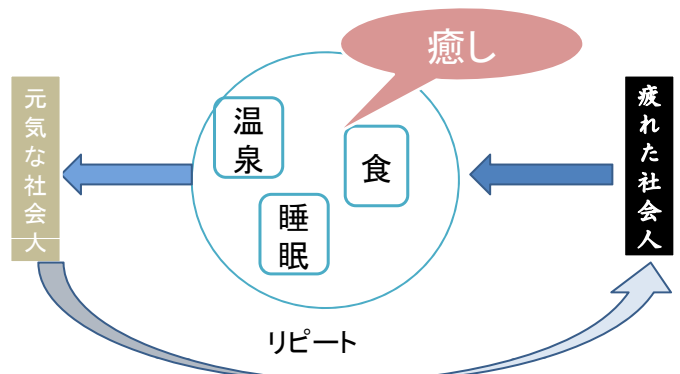 癒し
元気な社会人
温泉
食
睡眠
疲れた社会人
リピート